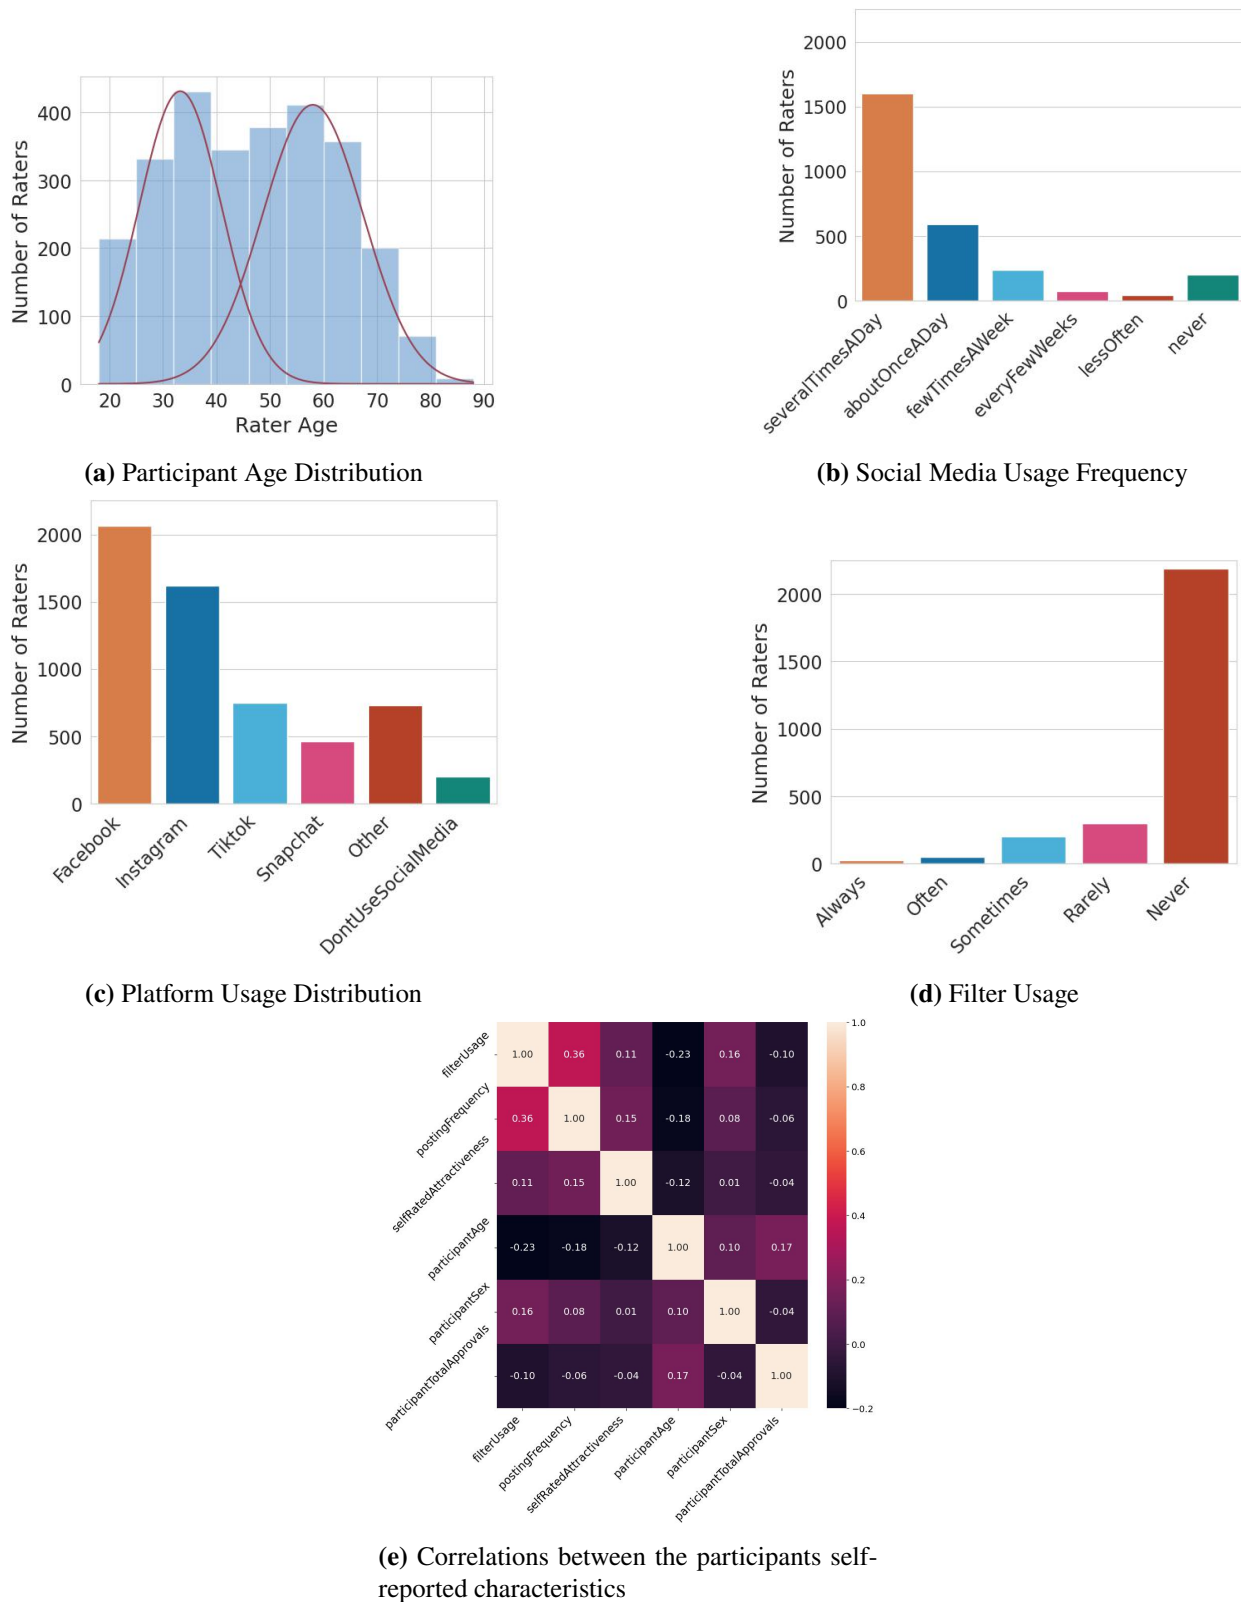 400
300
200
100
0
Number of Raters
20 30 40 50 60 70 80 90
Rater Age
(a) Participant Age Distribution
2000
1500
1000
500
0
Number of Raters
severalTimesADay
aboutOnceADay
fewTimesAWeek
everyFewWeeks
lessOften
never
(b) Social Media Usage Frequency
2000
1500
1000
500
0
Number of Raters
Facebook
Instagram
Tiktok
Snapchat
Other
DontUseSocialMedia
(c) Platform Usage Distribution
2000
1500
1000
500
0
Number of Raters
Always
Often
Sometimes
Rarely
Never
(d) Filter Usage
filterUsage
1.00 0.36 0.11 -0.23 0.16 -0.10
postingFrequency
0.36 1.00 0.15 -0.18 0.08 -0.06
selfRatedAttractiveness
0.11 0.15 1.00 -0.12 0.01 -0.04
participantAge
-0.23 -0.18 -0.12 1.00 0.10 0.17
participantSex
0.16 0.08 0.01 0.10 1.00 -0.04
participantTotalApprovals
-0.10 -0.06 -0.04 0.17 -0.04 1.00
filterUsage
postingFrequency
selfRatedAttractiveness
participantAge
participantSex
participantTotalApprovals
1.0
0.8
0.6
0.4
0.2
0.0
−0.2
(e) Correlations between the participants self-
reported characteristics